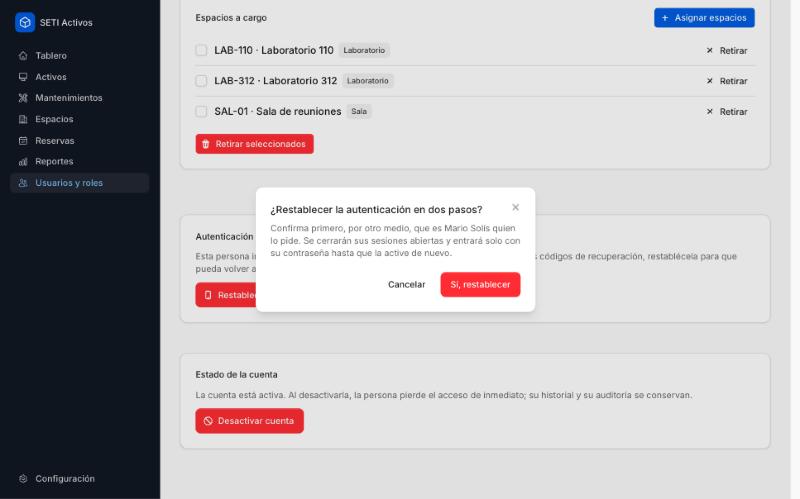 SETI Activos
Tablero
Activos
Mantenimientos
Espacios
Reservas
Reportes
Usuarios y roles
Configuración
Espacios a cargo
Asignar espacios
LAB-110 · Laboratorio 110 Laboratorio Retirar
LAB-312 · Laboratorio 312 Laboratorio Retirar
SAL-01 · Sala de reuniones Sala Retirar
Retirar seleccionados
¿Restablecer la autenticación en dos pasos?
Confirma primero, por otro medio, que es Mario Solís quien
lo pide. Se cerrarán sus sesiones abiertas y entrará solo con
su contraseña hasta que la active de nuevo.
Cancelar
Sí, restablecer
Autenticación
Esta persona códigos de recuperación, restablécela para que
pueda volver
Estado de la cuenta
La cuenta está activa. Al desactivarla, la persona pierde el acceso de inmediato; su historial y su auditoría se conservan.
Desactivar cuenta